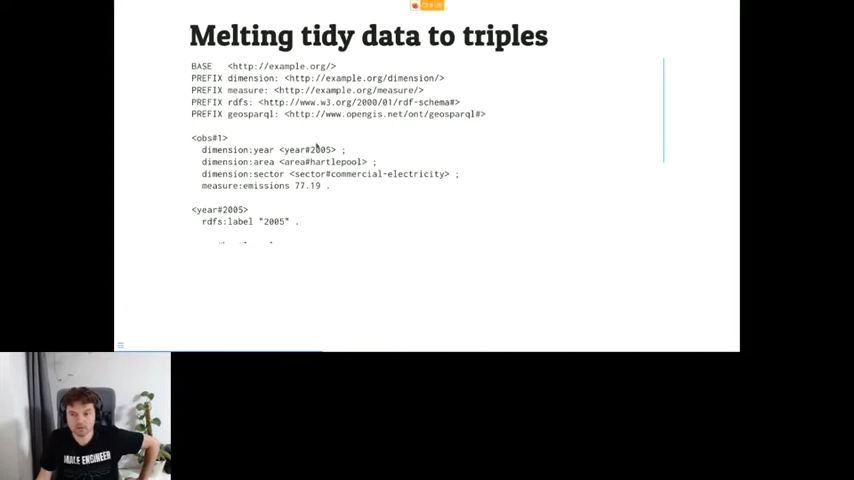 Melting tidy data to triples
BASE <http://example.org/>
PREFIX dimension: <http://example.org/dimension/>
PREFIX measure: <http://example.org/measure/>
PREFIX rdfs: <http://www.w3.org/2000/01/rdf-schema#>
PREFIX geosparql: <http://www.opengis.net/ont/geosparql#>
<obs#1>
dimension:year <year#2005> ;
dimension:area <area#hartlepool> ;
dimension:sector <sector#commercial-electricity> ;
measure:emissions 77.19 .
<year#2005>
rdfs:label "2005" .
MALE ENGINEER